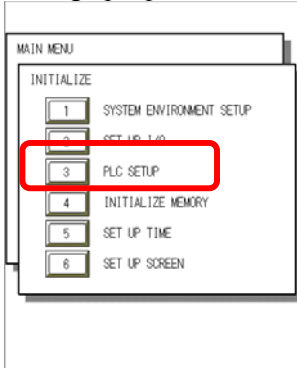 MAIN MENU
INITIALIZE
1 SYSTEM ENVIRONMENT SETUP
2 SET UP I/O
3 PLC SETUP
4 INITIALIZE MEMORY
5 SET UP TIME
6 SET UP SCREEN